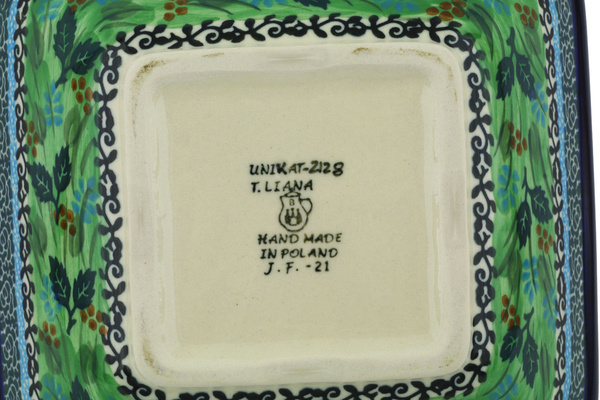 UNIKAT-2128
T. LIANA
HAND MADE
IN POLAND
J. F. -21